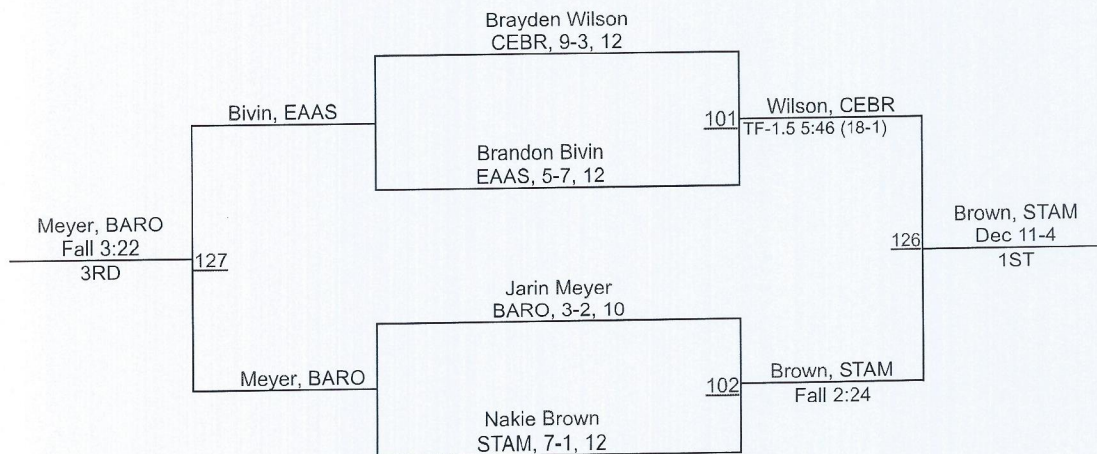 Brayden Wilson
CEBR, 9-3, 12
Bivin, EAAS
101
Wilson, CEBR
TF-1.5 5:46 (18-1)
Brandon Bivin
EAAS, 5-7, 12
Meyer, BARO
Fall 3:22
3RD
127
126
Brown, STAM
Dec 11-4
1ST
Jarin Meyer
BARO, 3-2, 10
Meyer, BARO
102
Brown, STAM
Fall 2:24
Nakie Brown
STAM, 7-1, 12